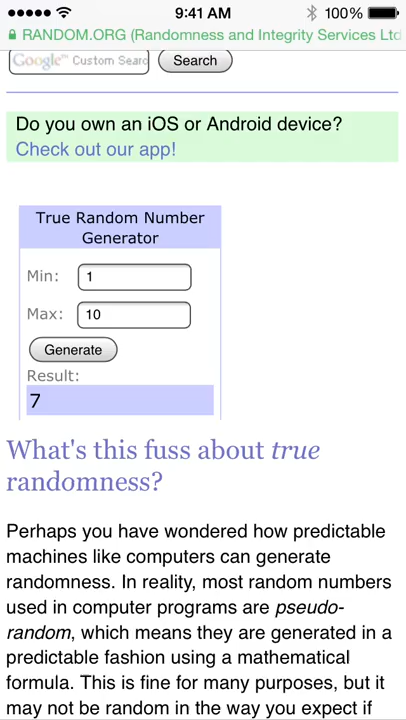 9:41 AM 100%
RANDOM.ORG (Randomness and Integrity Services Ltd
Google™ Custom Searc Search
Do you own an iOS or Android device?
Check out our app!
True Random Number
Generator
Min: 1
Max: 10
Generate
Result:
7
What's this fuss about true
randomness?
Perhaps you have wondered how predictable
machines like computers can generate
randomness. In reality, most random numbers
used in computer programs are pseudo-
random, which means they are generated in a
predictable fashion using a mathematical
formula. This is fine for many purposes, but it
may not be random in the way you expect if